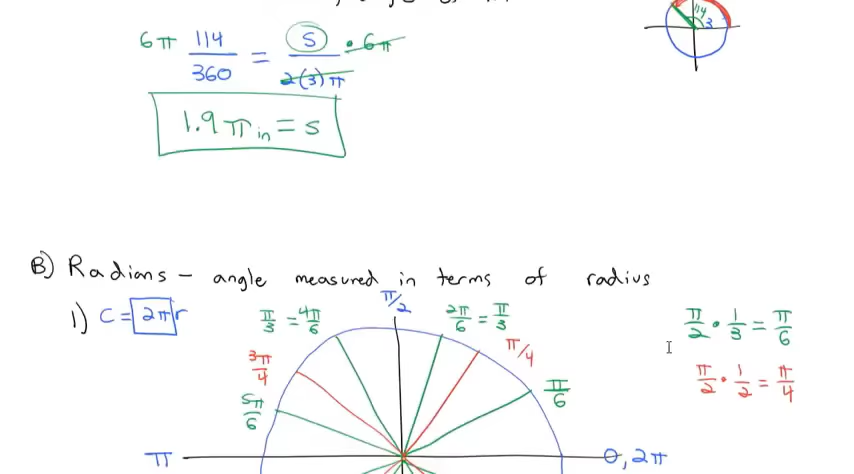 6π 114/360 = S/2(3)π · 6π
114
3
1.9π in = s
B) Radians - angle measured in terms of radius
1) C = 2πr
π/2
π/3 = 4π/6
2π/6 = π/3
π/2 · 1/3 = π/6
3π/4
π/4
π/2 · 1/2 = π/4
5π/6
π/6
π
0, 2π